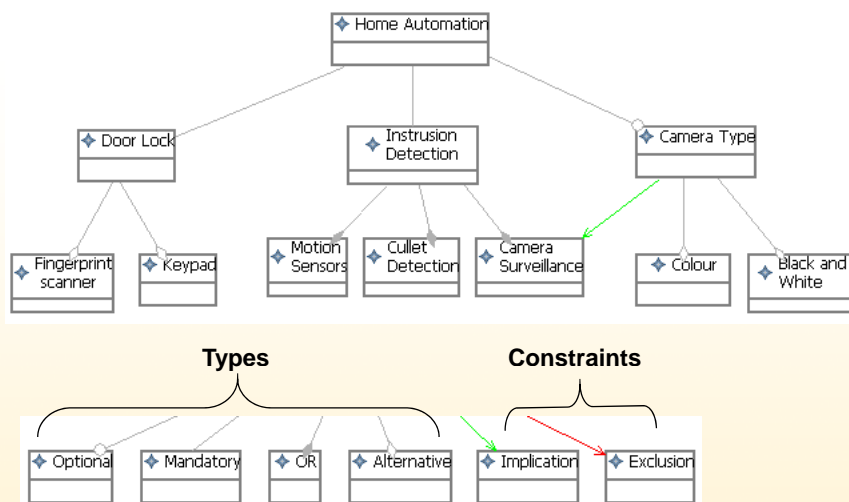 Home Automation
Door Lock
Instrusion
Detection
Camera Type
Fingerprint
scanner
Keypad
Motion
Sensors
Cullet
Detection
Camera
Surveillance
Colour
Black and
White
Types
Constraints
Optional
Mandatory
OR
Alternative
Implication
Exclusion